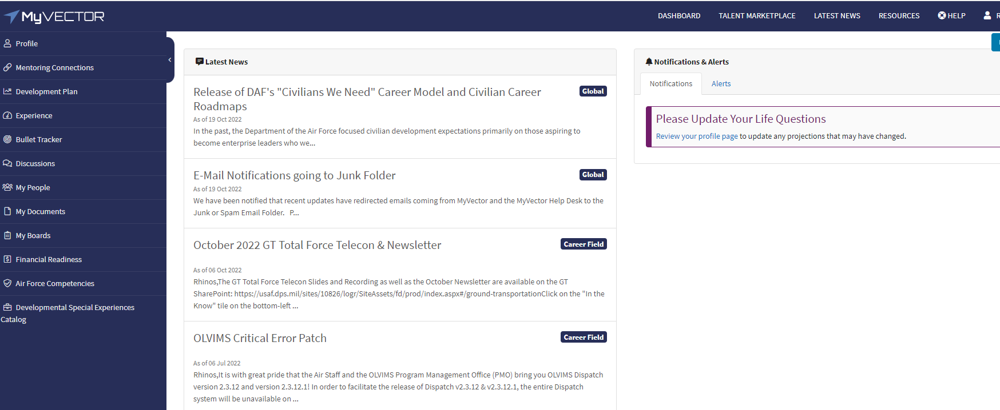 MyVECTOR
DASHBOARD
TALENT MARKETPLACE
LATEST NEWS
RESOURCES
HELP
Profile
Mentoring Connections
Development Plan
Experience
Bullet Tracker
Discussions
My People
My Documents
My Boards
Financial Readiness
Air Force Competencies
Developmental Special Experiences
Catalog
Latest News
Release of DAF's "Civilians We Need" Career Model and Civilian Career
Roadmaps
Global
As of 19 Oct 2022
In the past, the Department of the Air Force focused civilian development expectations primarily on those aspiring to
become enterprise leaders who we...
E-Mail Notifications going to Junk Folder
Global
As of 19 Oct 2022
We have been notified that recent updates have redirected emails coming from MyVector and the MyVector Help Desk to the
Junk or Spam Email Folder.   P...
October 2022 GT Total Force Telecon & Newsletter
Career Field
As of 06 Oct 2022
Rhinos,The GT Total Force Telecon Slides and Recording as well as the October Newsletter are available on the GT
SharePoint: https://usaf.dps.mil/sites/10826/logr/SiteAssets/fd/prod/index.aspx#/ground-transportationClick on the "In the
Know" tile on the bottom-left ...
OLVIMS Critical Error Patch
Career Field
As of 06 Jul 2022
Rhinos,It is with great pride that the Air Staff and the OLVIMS Program Management Office (PMO) bring you OLVIMS Dispatch
version 2.3.12 and version 2.3.12.1! In order to facilitate the release of Dispatch v2.3.12 & v2.3.12.1, the entire Dispatch
system will be unavailable on ...
Notifications & Alerts
Notifications
Alerts
Please Update Your Life Questions
Review your profile page to update any projections that may have changed.